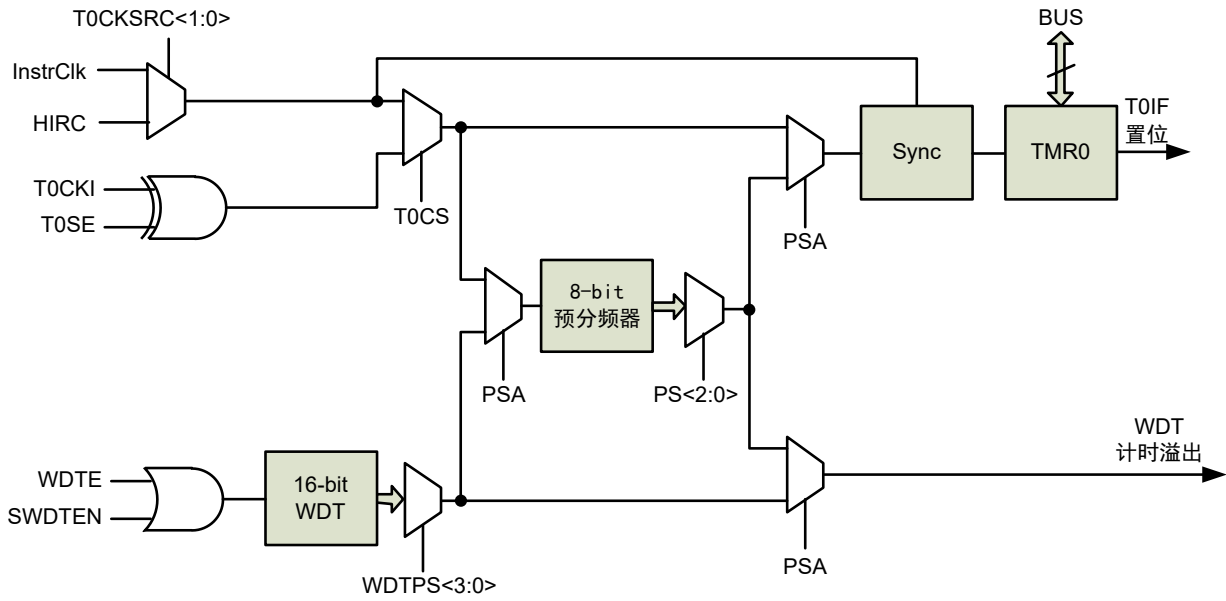 T0CKSRC<1:0>
BUS
InstrClk
HIRC
T0IF
置位
Sync
TMR0
T0CKI
T0SE
T0CS
PSA
8-bit
预分频器
PSA
PS<2:0>
WDT
计时溢出
WDTE
SWDTEN
16-bit
WDT
PSA
WDTPS<3:0>